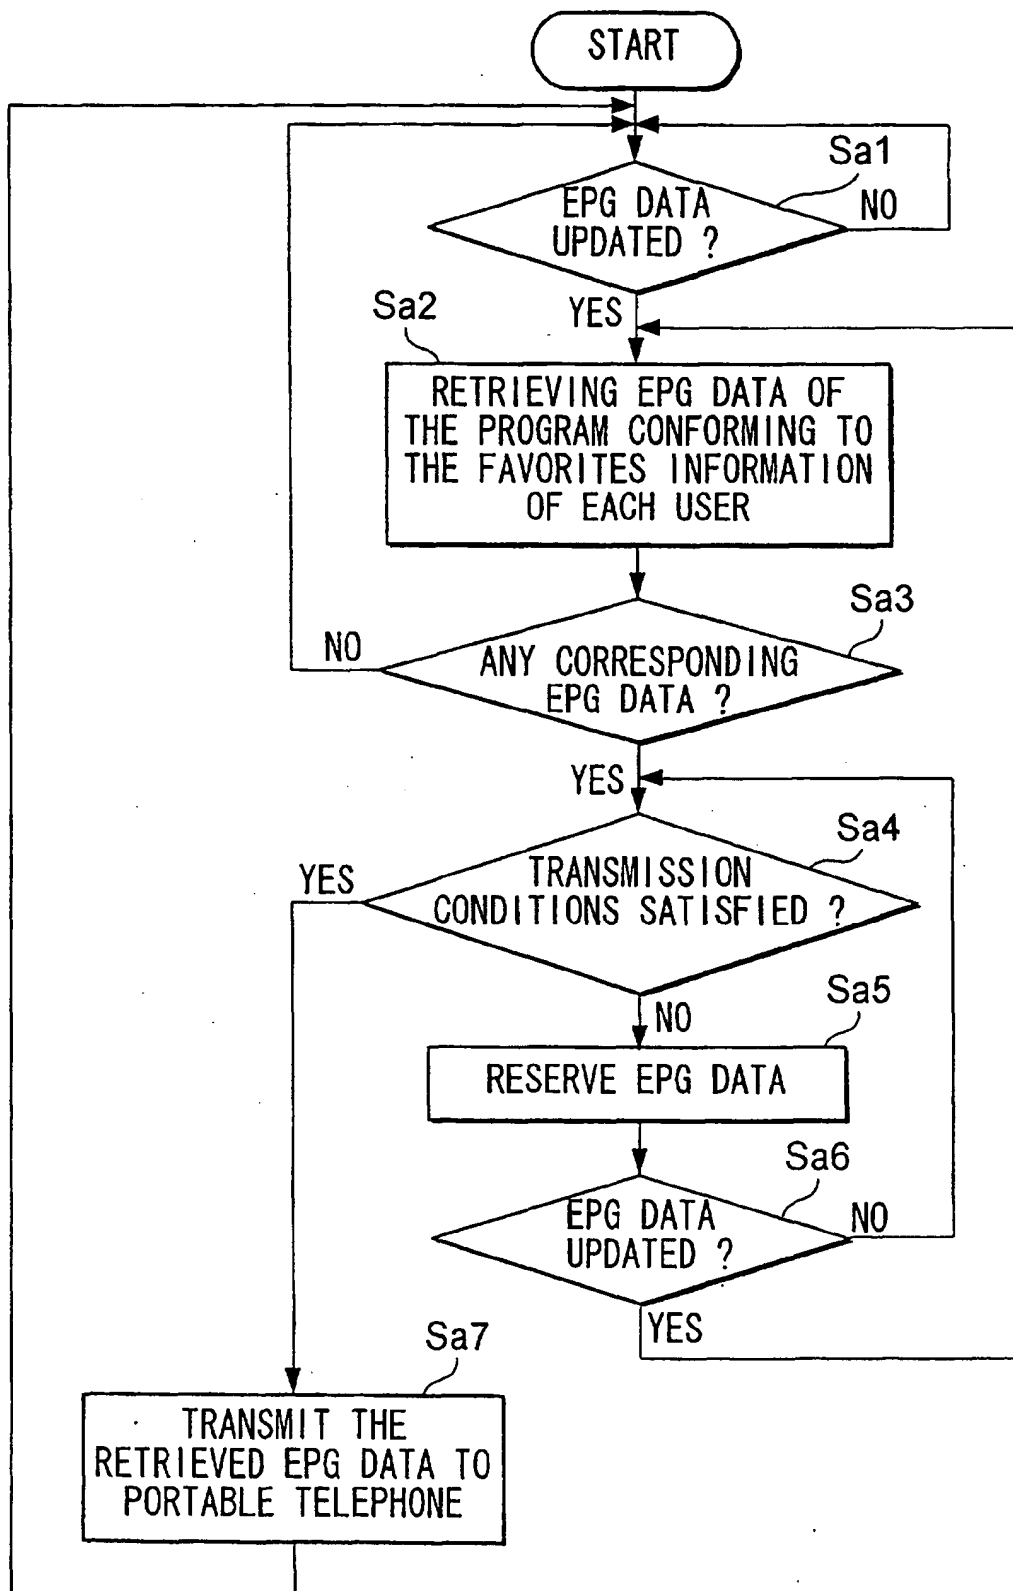 START
Sa1
EPG DATA
UPDATED ?
NO
YES
Sa2
RETRIEVING EPG DATA OF
THE PROGRAM CONFORMING TO
THE FAVORITES INFORMATION
OF EACH USER
Sa3
NO
ANY CORRESPONDING
EPG DATA ?
YES
Sa4
YES
TRANSMISSION
CONDITIONS SATISFIED ?
NO
Sa5
RESERVE EPG DATA
Sa6
EPG DATA
UPDATED ?
NO
YES
Sa7
TRANSMIT THE
RETRIEVED EPG DATA TO
PORTABLE TELEPHONE